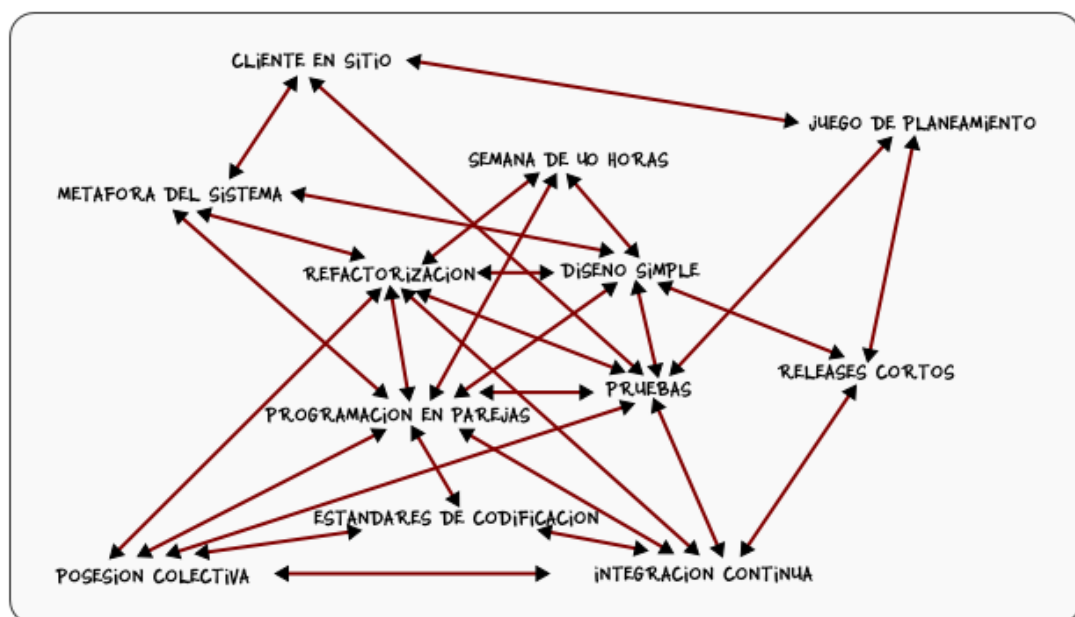 CLIENTE EN SITIO
JUEGO DE PLANEAMIENTO
SEMANA DE 40 HORAS
METAFORA DEL SISTEMA
REFACTORIZACION
DISENO SIMPLE
RELEASES CORTOS
PRUEBAS
PROGRAMACION EN PAREJAS
ESTANDARES DE CODIFICACION
POSESION COLECTIVA
INTEGRACION CONTINUA